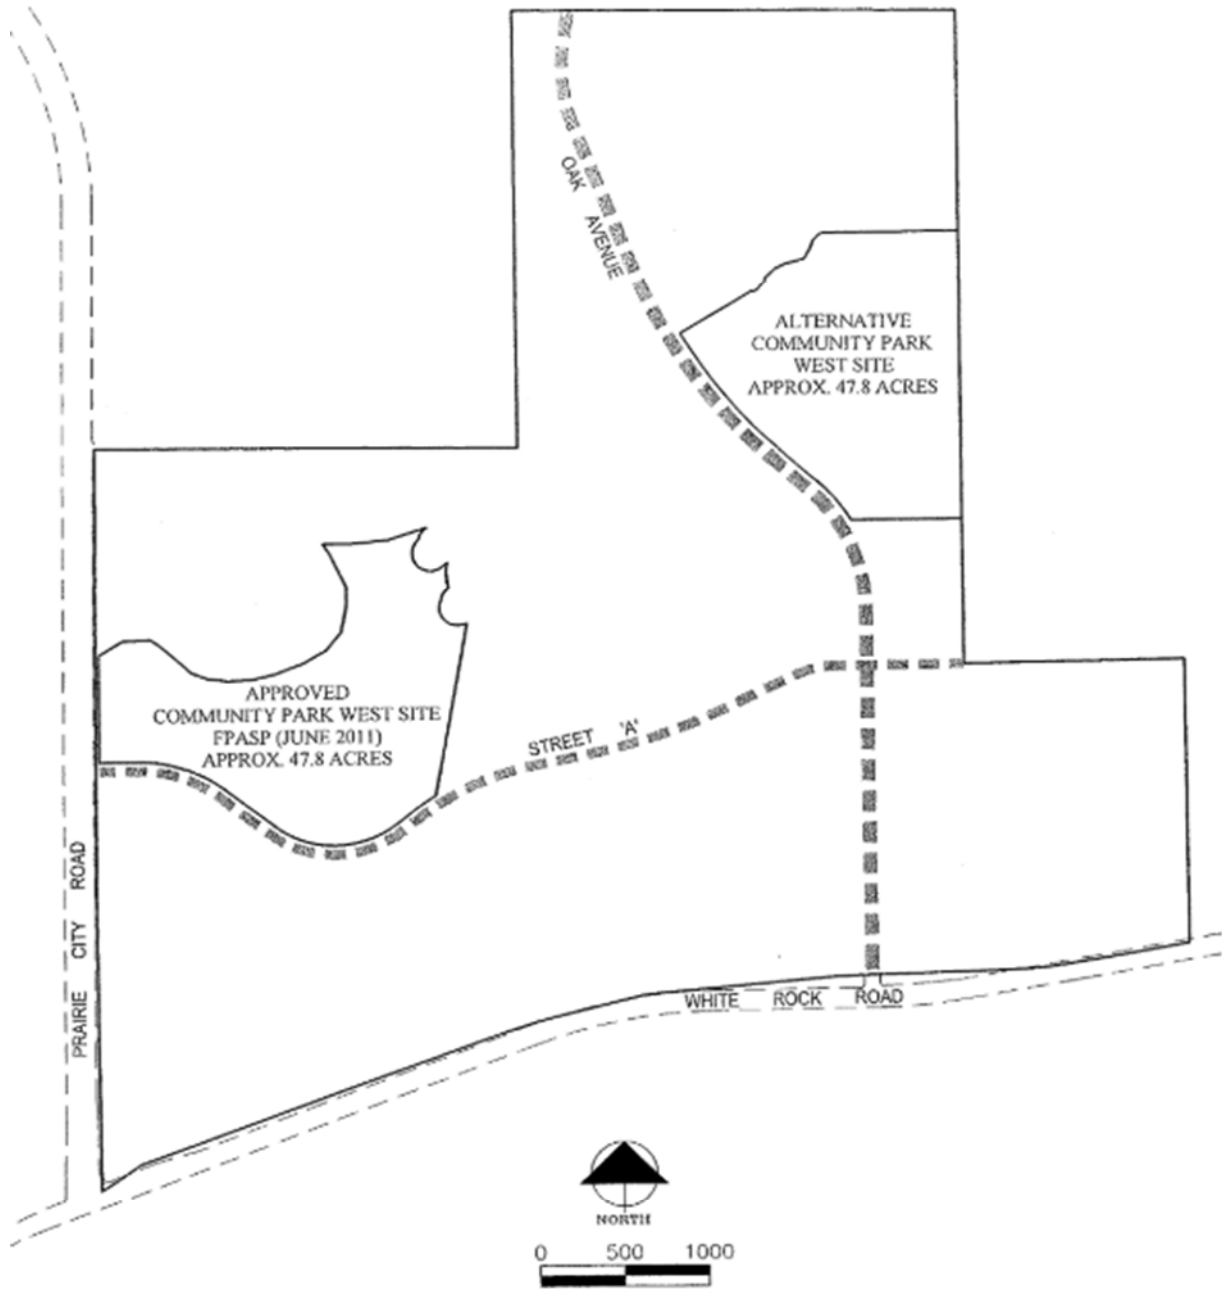 OAK AVENUE
ALTERNATIVE
COMMUNITY PARK
WEST SITE
APPROX. 47.8 ACRES
APPROVED
COMMUNITY PARK WEST SITE
FPASP (JUNE 2011)
APPROX. 47.8 ACRES
STREET 'A'
PRAIRIE CITY ROAD
WHITE ROCK ROAD
NORTH
0 500 1000